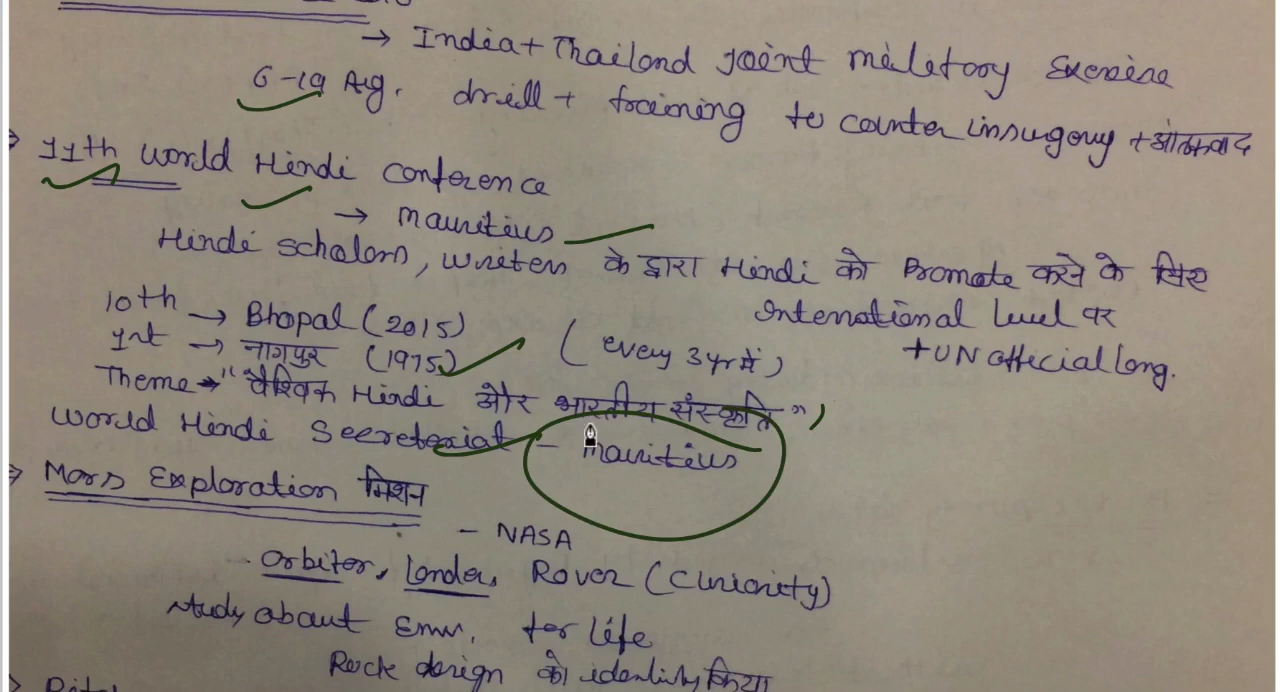 → India + Thailand joint military Exercise
6-19 Aug. drill + training to counter insugency + आतंकवाद
⇒ 11th World Hindi Conference
→ Mauritius
Hindi scholars, writers के द्वारा Hindi को Promote करने के लिए
International Level पर
+ UN official lang.
10th → Bhopal (2015)
1st → नागपुर (1975) (every 3 yr में)
Theme → "वैश्विक Hindi और भारतीय संस्कृति"
World Hindi Secretariat - Mauritius
⇒ Mars Exploration मिशन
- NASA
- Orbiter, Lander, Rover (Curiosity)
study about Env. for Life
Rock design को identify किया